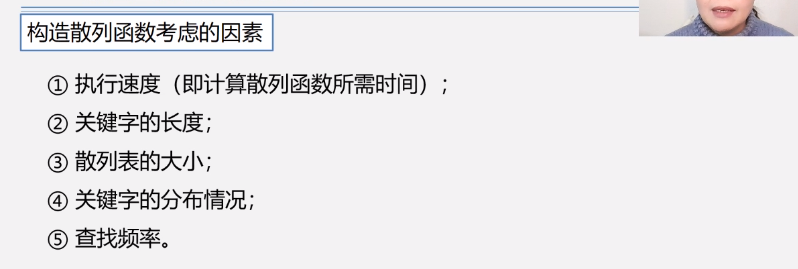 构造散列函数考虑的因素
① 执行速度（即计算散列函数所需时间）;
② 关键字的长度;
③ 散列表的大小;
④ 关键字的分布情况;
⑤ 查找频率。